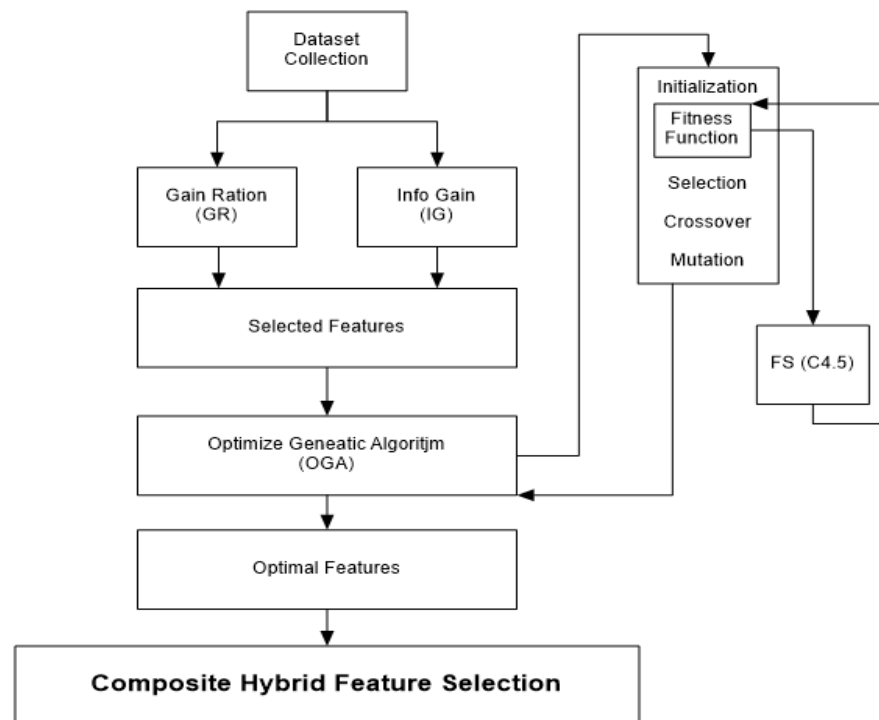 Dataset
Collection
Initialization
Fitness
Function
Selection
Crossover
Mutation
Gain Ration
(GR)
Info Gain
(IG)
Selected Features
FS (C4.5)
Optimize Geneatic Algoritjm
(OGA)
Optimal Features
Composite Hybrid Feature Selection